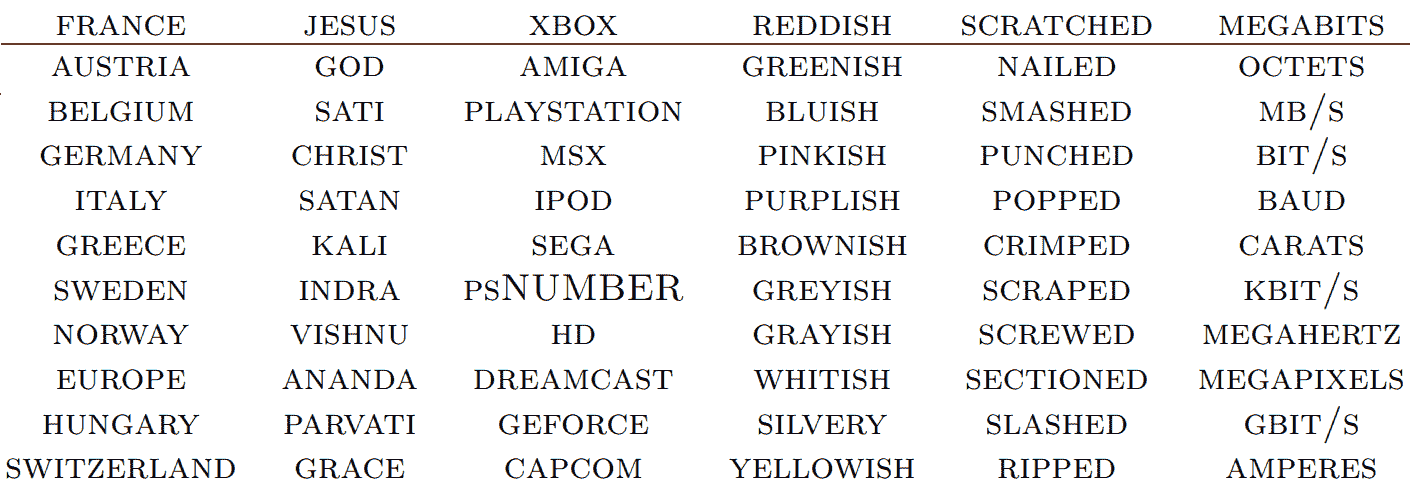 FRANCE JESUS XBOX REDDISH SCRATCHED MEGABITS
AUSTRIA GOD AMIGA GREENISH NAILED OCTETS
BELGIUM SATI PLAYSTATION BLUISH SMASHED MB/S
GERMANY CHRIST MSX PINKISH PUNCHED BIT/S
ITALY SATAN IPOD PURPLISH POPPED BAUD
GREECE KALI SEGA BROWNISH CRIMPED CARATS
SWEDEN INDRA PSNUMBER GREYISH SCRAPED KBIT/S
NORWAY VISHNU HD GRAYISH SCREWED MEGAHERTZ
EUROPE ANANDA DREAMCAST WHITISH SECTIONED MEGAPIXELS
HUNGARY PARVATI GEFORCE SILVERY SLASHED GBIT/S
SWITZERLAND GRACE CAPCOM YELLOWISH RIPPED AMPERES